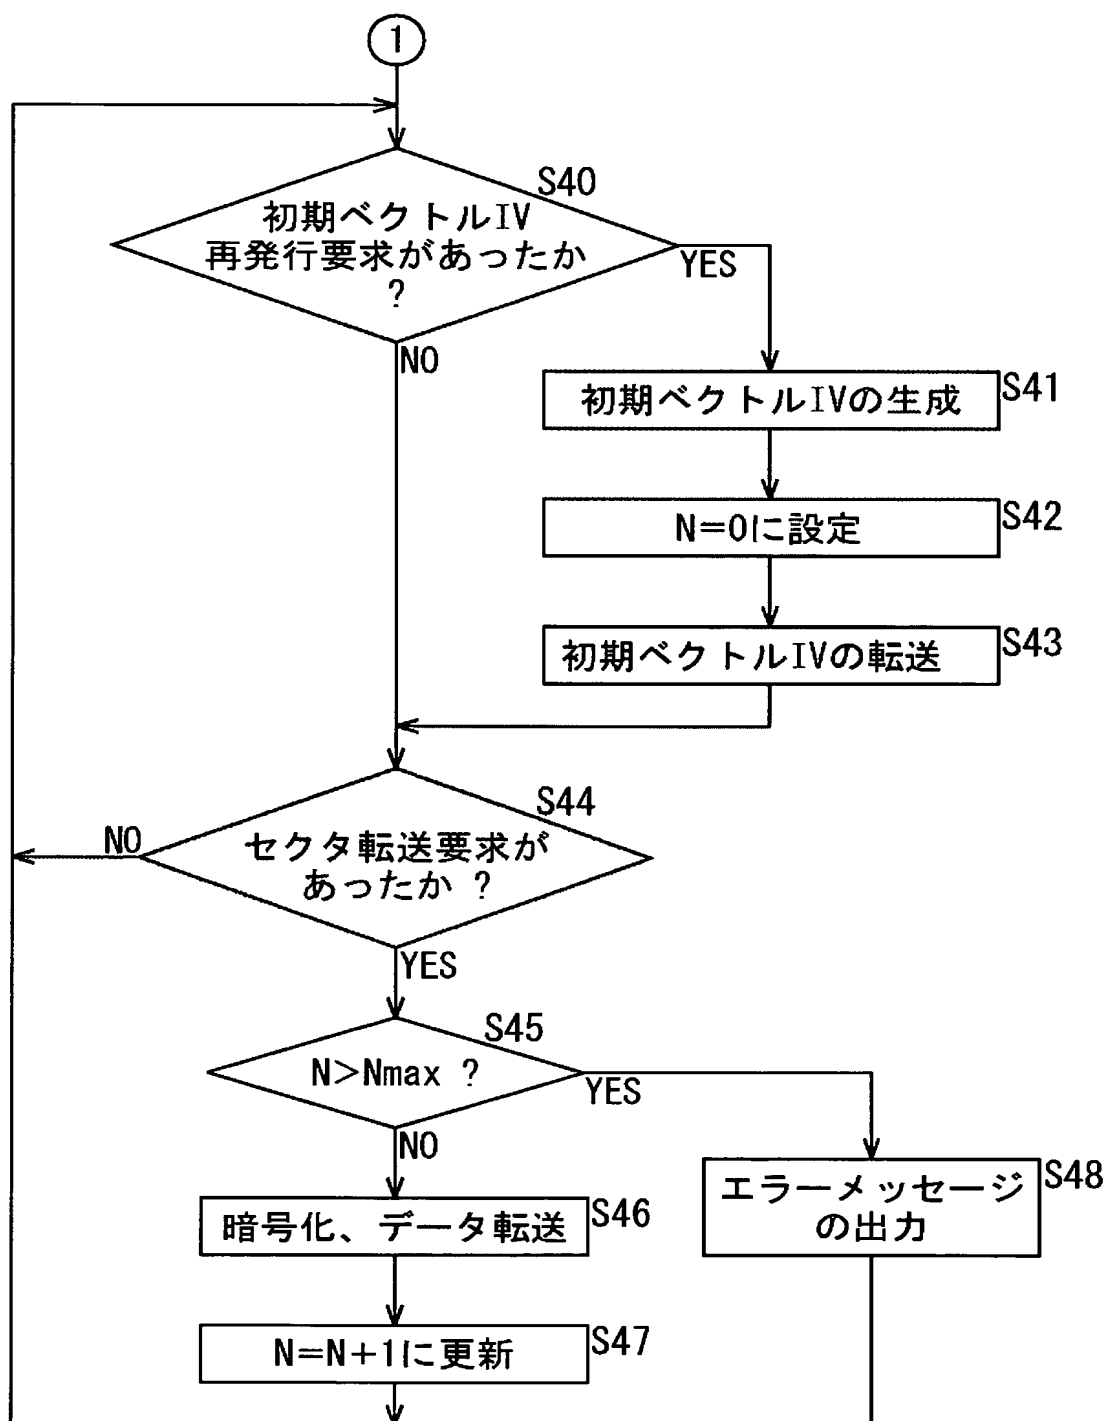 1
S40
初期ベクトルIV
再発行要求があったか
?
YES
NO
初期ベクトルIVの生成
S41
N=0に設定
S42
初期ベクトルIVの転送
S43
S44
NO
セクタ転送要求が
あったか ?
YES
S45
N>Nmax ?
YES
NO
暗号化、データ転送
S46
エラーメッセージ
の出力
S48
N=N+1に更新
S47